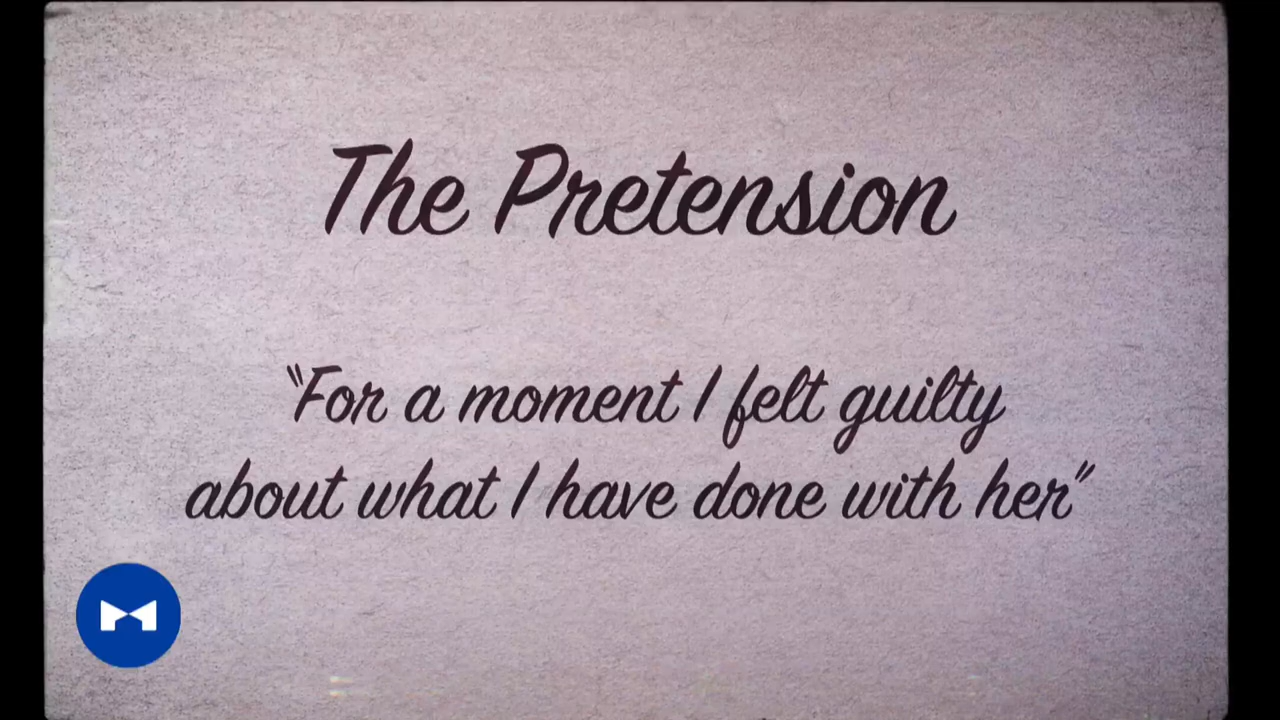 The Pretension
"For a moment I felt guilty
about what I have done with her"